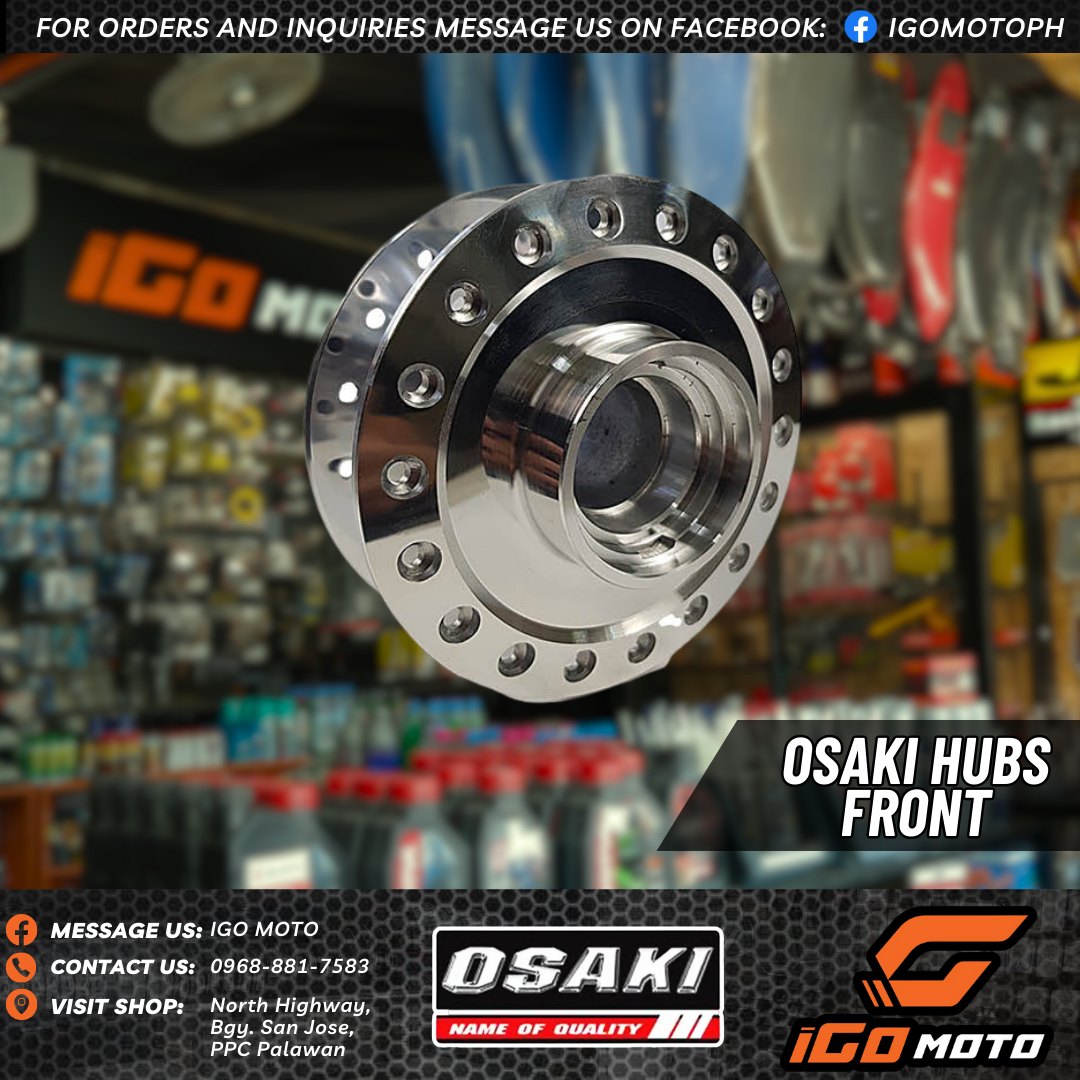 FOR ORDERS AND INQUIRIES MESSAGE US ON FACEBOOK: IGOMOTOPH
iGO MO
OSAKI HUBS
FRONT
MESSAGE US: IGO MOTO
CONTACT US: 0968-881-7583
VISIT SHOP: North Highway,
Bgy. San Jose,
PPC Palawan
OSAKI
NAME OF QUALITY
iGO MOTO